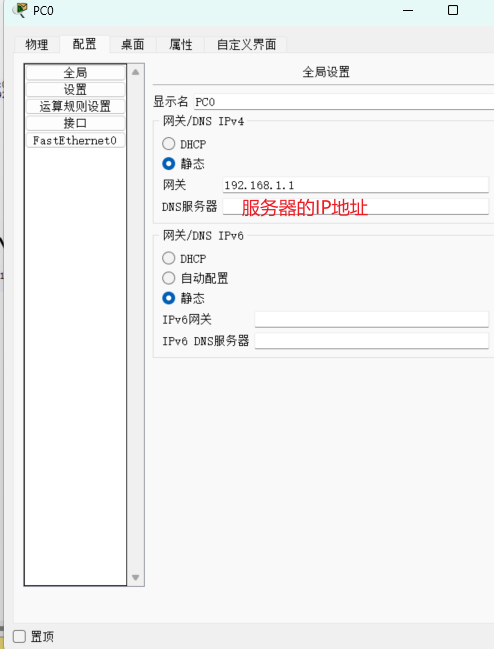 PC0
物理 配置 桌面 属性 自定义界面
全局
设置
运算规则设置
接口
FastEthernet0
全局设置
显示名 PC0
网关/DNS IPv4
DHCP
静态
网关 192.168.1.1
DNS服务器 服务器的IP地址
网关/DNS IPv6
DHCP
自动配置
静态
IPv6网关
IPv6 DNS服务器
置顶